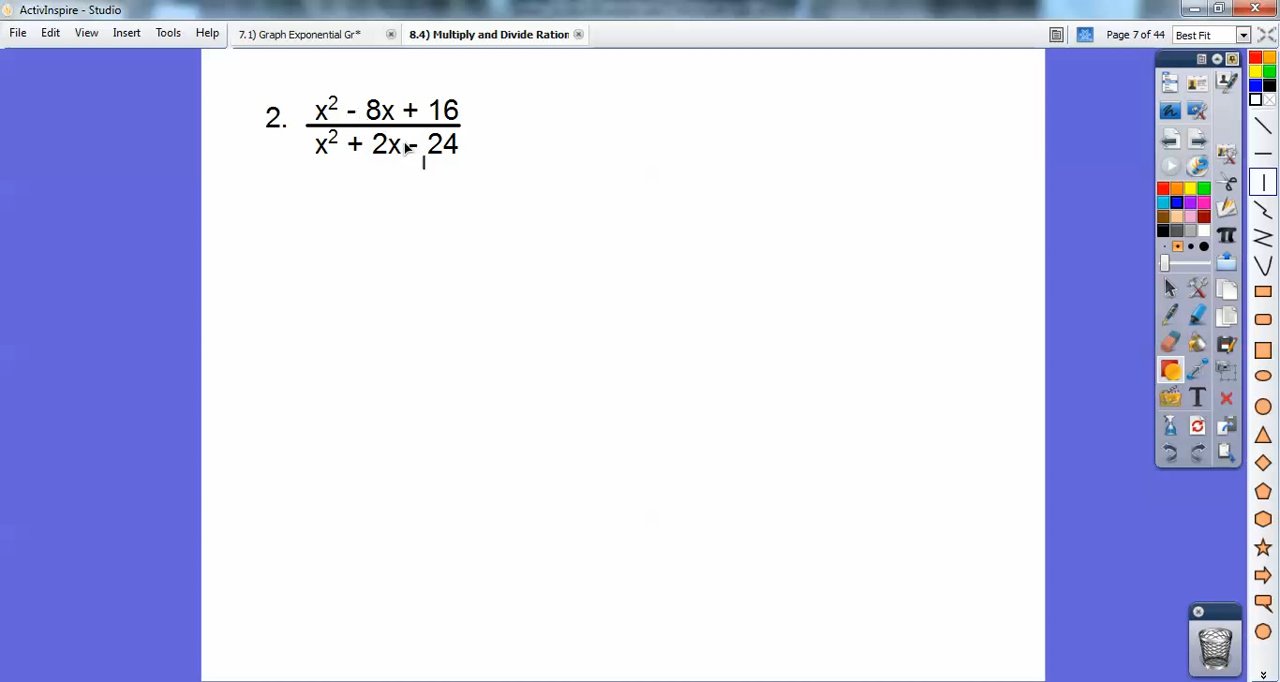 ActivInspire - Studio
File Edit View Insert Tools Help
7.1) Graph Exponential Gr*
8.4) Multiply and Divide Ration
Page 7 of 44
Best Fit
2. x² - 8x + 16
x² + 2x - 24